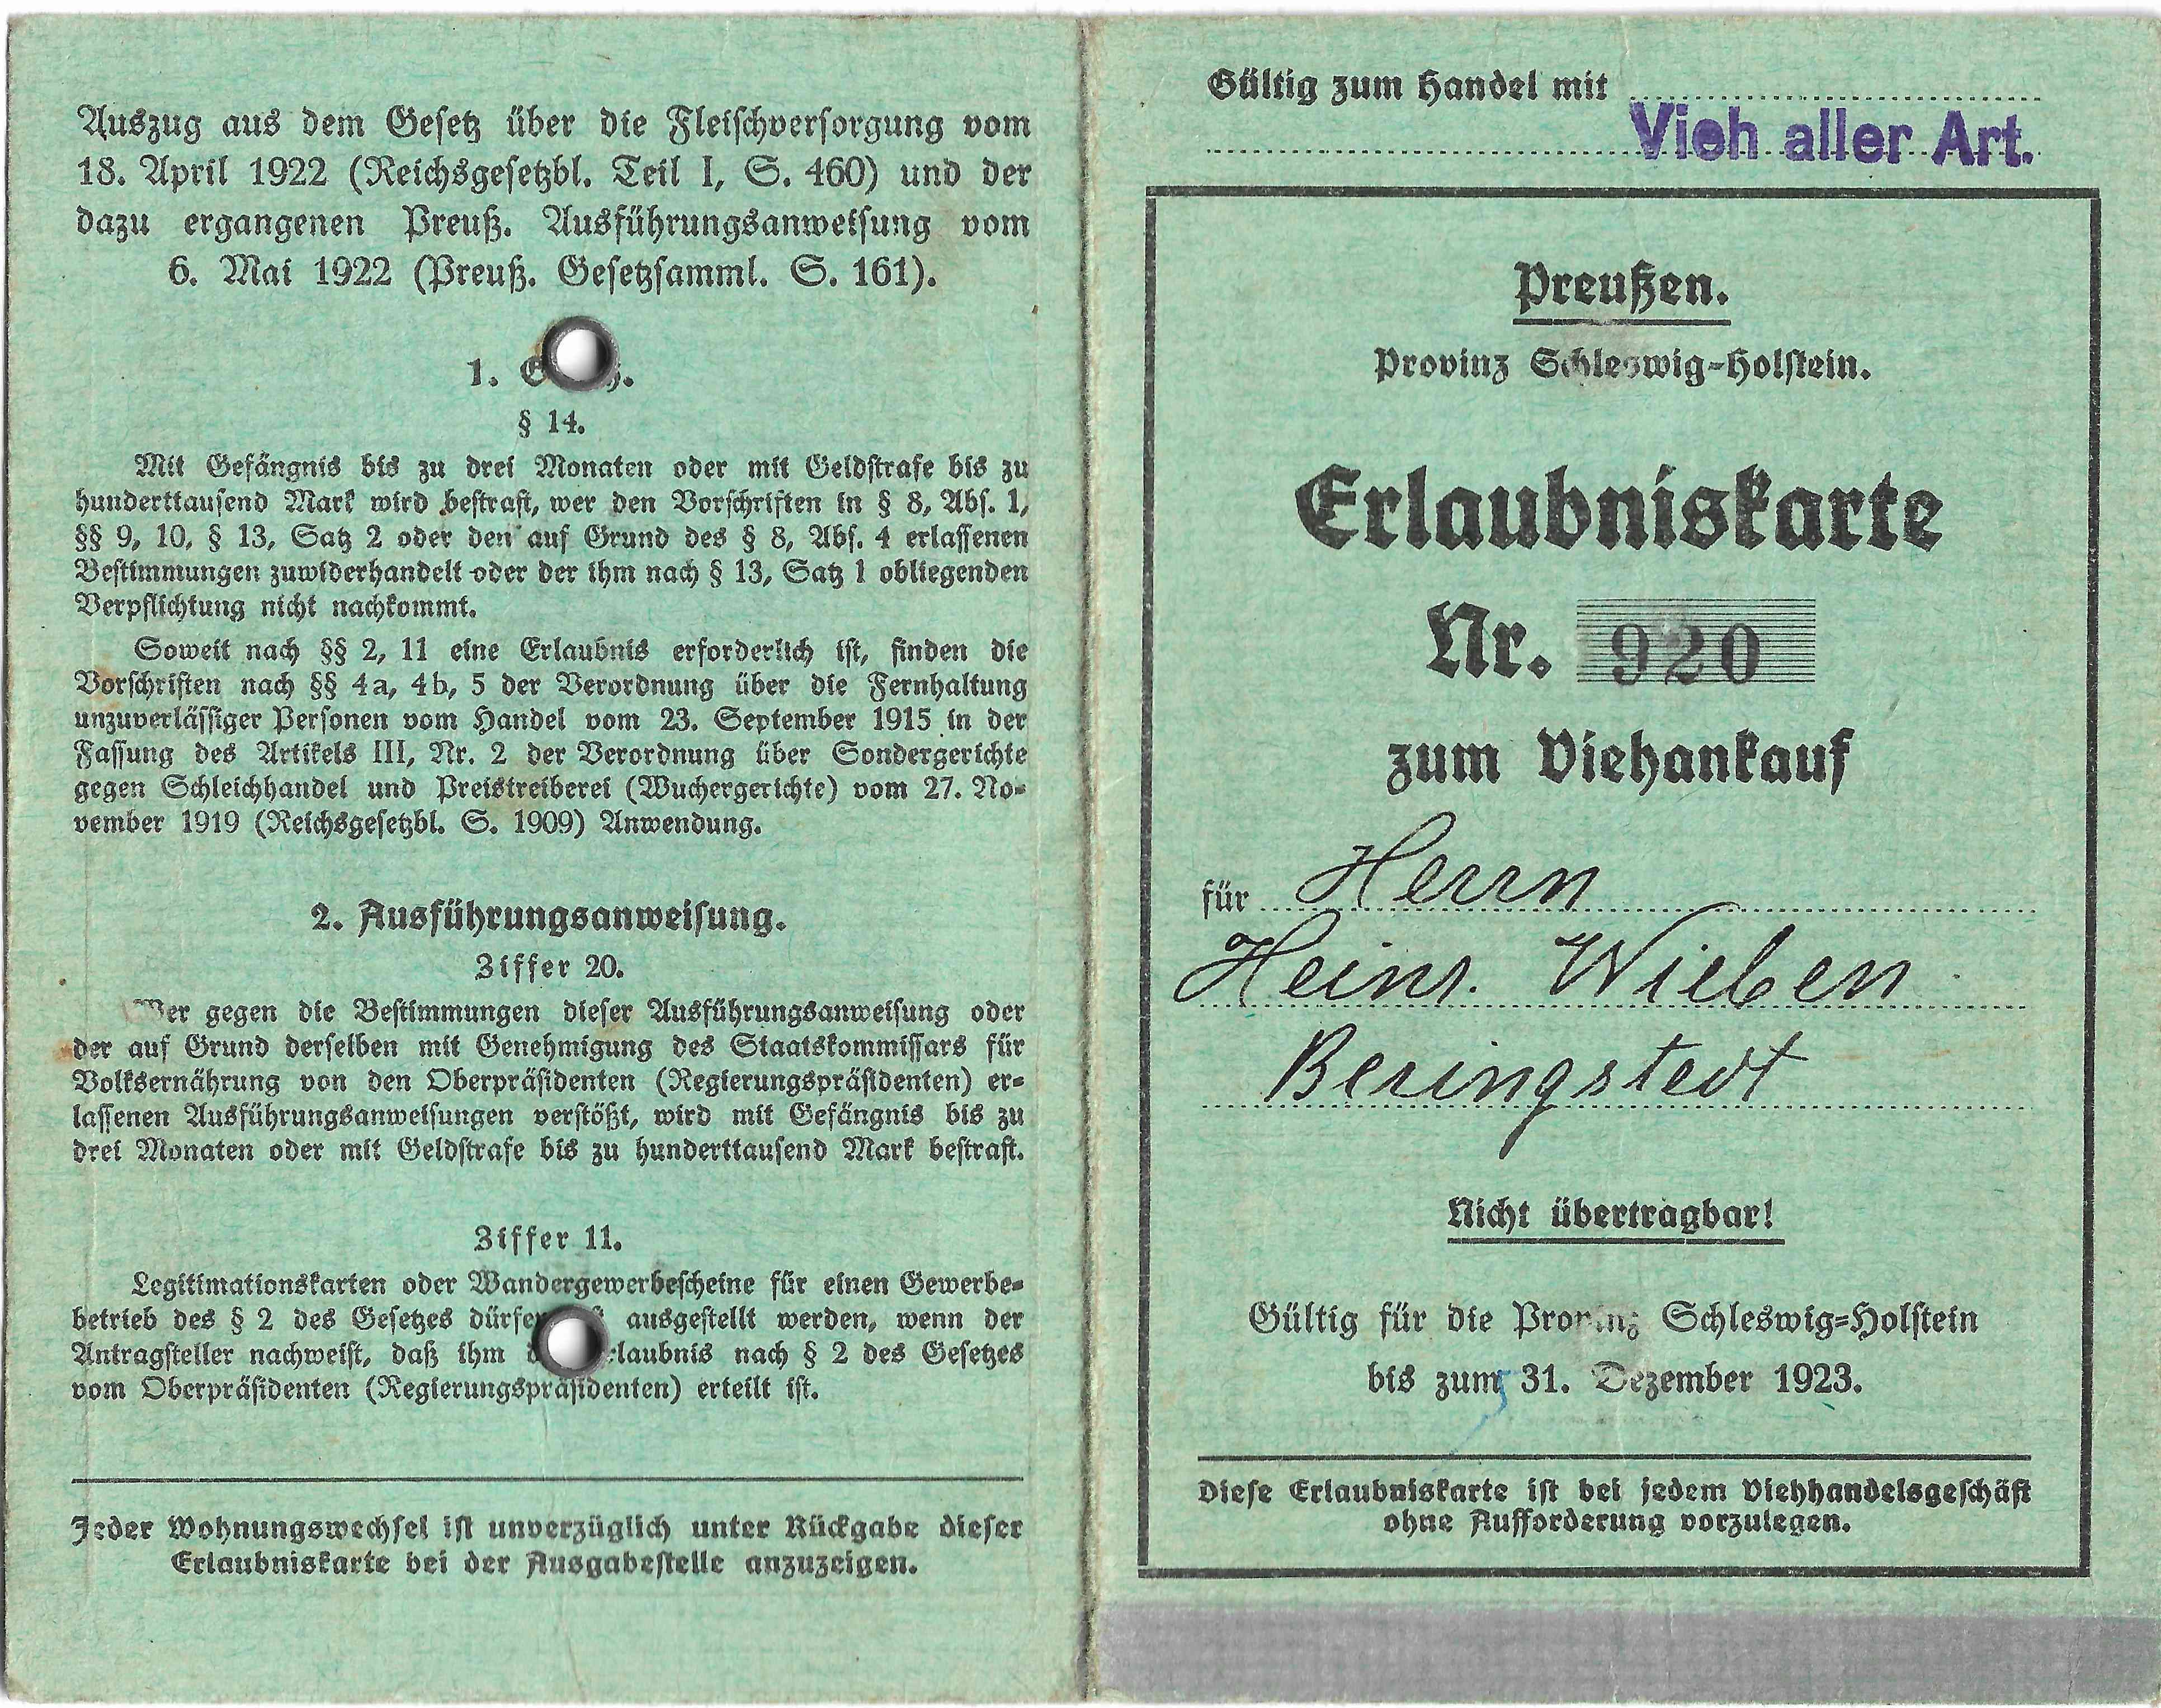 Auszug aus dem Gesetz über die Fleischversorgung vom
18. April 1922 (Reichsgesetzbl. Teil I, S. 460) und der
dazu ergangenen Preuß. Ausführungsanweisung vom
6. Mai 1922 (Preuß. Gesetzsamml. S. 161).
1.
§ 14.
Mit Gefängnis bis zu drei Monaten oder mit Geldstrafe bis zu
hunderttausend Mark wird bestraft, wer den Vorschriften in § 8, Abs. 1,
§§ 9, 10, § 13, Satz 2 oder den auf Grund des § 8, Abs. 4 erlassenen
Bestimmungen zuwiderhandelt oder der ihm nach § 13, Satz 1 obliegenden
Verpflichtung nicht nachkommt.
Soweit nach §§ 2, 11 eine Erlaubnis erforderlich ist, finden die
Vorschriften nach §§ 4a, 4b, 5 der Verordnung über die Fernhaltung
unzuverlässiger Personen vom Handel vom 23. September 1915 in der
Fassung des Artikels III, Nr. 2 der Verordnung über Sondergerichte
gegen Schleichhandel und Preistreiberei (Wuchergerichte) vom 27. No-
vember 1919 (Reichsgesetzbl. S. 1909) Anwendung.
2. Ausführungsanweisung.
Ziffer 20.
Wer gegen die Bestimmungen dieser Ausführungsanweisung oder
der auf Grund derselben mit Genehmigung des Staatskommissars für
Volksernährung von den Oberpräsidenten (Regierungspräsidenten) er-
lassenen Ausführungsanweisungen verstößt, wird mit Gefängnis bis zu
drei Monaten oder mit Geldstrafe bis zu hunderttausend Mark bestraft.
Ziffer 11.
Legitimationskarten oder Wandergewerbescheine für einen Gewerbe-
betrieb des § 2 des Gesetzes dürfen ausgestellt werden, wenn der
Antragsteller nachweist, daß ihm Erlaubnis nach § 2 des Gesetzes
vom Oberpräsidenten (Regierungspräsidenten) erteilt ist.
Jeder Wohnungswechsel ist unverzüglich unter Rückgabe dieser
Erlaubniskarte bei der Ausgabestelle anzuzeigen.
Gültig zum Handel mit
Vieh aller Art.
Preußen.
Provinz Schleswig-Holstein.
Erlaubniskarte
Nr. 920
zum Viehankauf
für Herrn
Heinr. Wieben
Beringstedt
Nicht übertragbar!
Gültig für die Provinz Schleswig-Holstein
bis zum 31. Dezember 1923.
Diese Erlaubniskarte ist bei jedem Viehhandelsgeschäft
ohne Aufforderung vorzulegen.